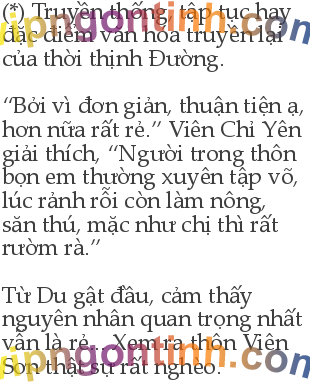 (*) Truyền thống, tập tục hay
đặc điểm văn hóa truyền lại
của thời thịnh Đường.
“Bởi vì đơn giản, thuận tiện ạ,
hơn nữa rất rẻ.” Viên Chi Yên
giải thích, “Người trong thôn
bọn em thường xuyên tập võ,
lúc rảnh rỗi còn làm nông,
săn thú, mặc như chị thì rất
rườm rà.”
Từ Du gật đầu, cảm thấy
nguyên nhân quan trọng nhất
vẫn là rẻ... Xem ra thôn Viên
Sơn thật sự rất nghèo.
vipngontinh.com
vipngontinh.com